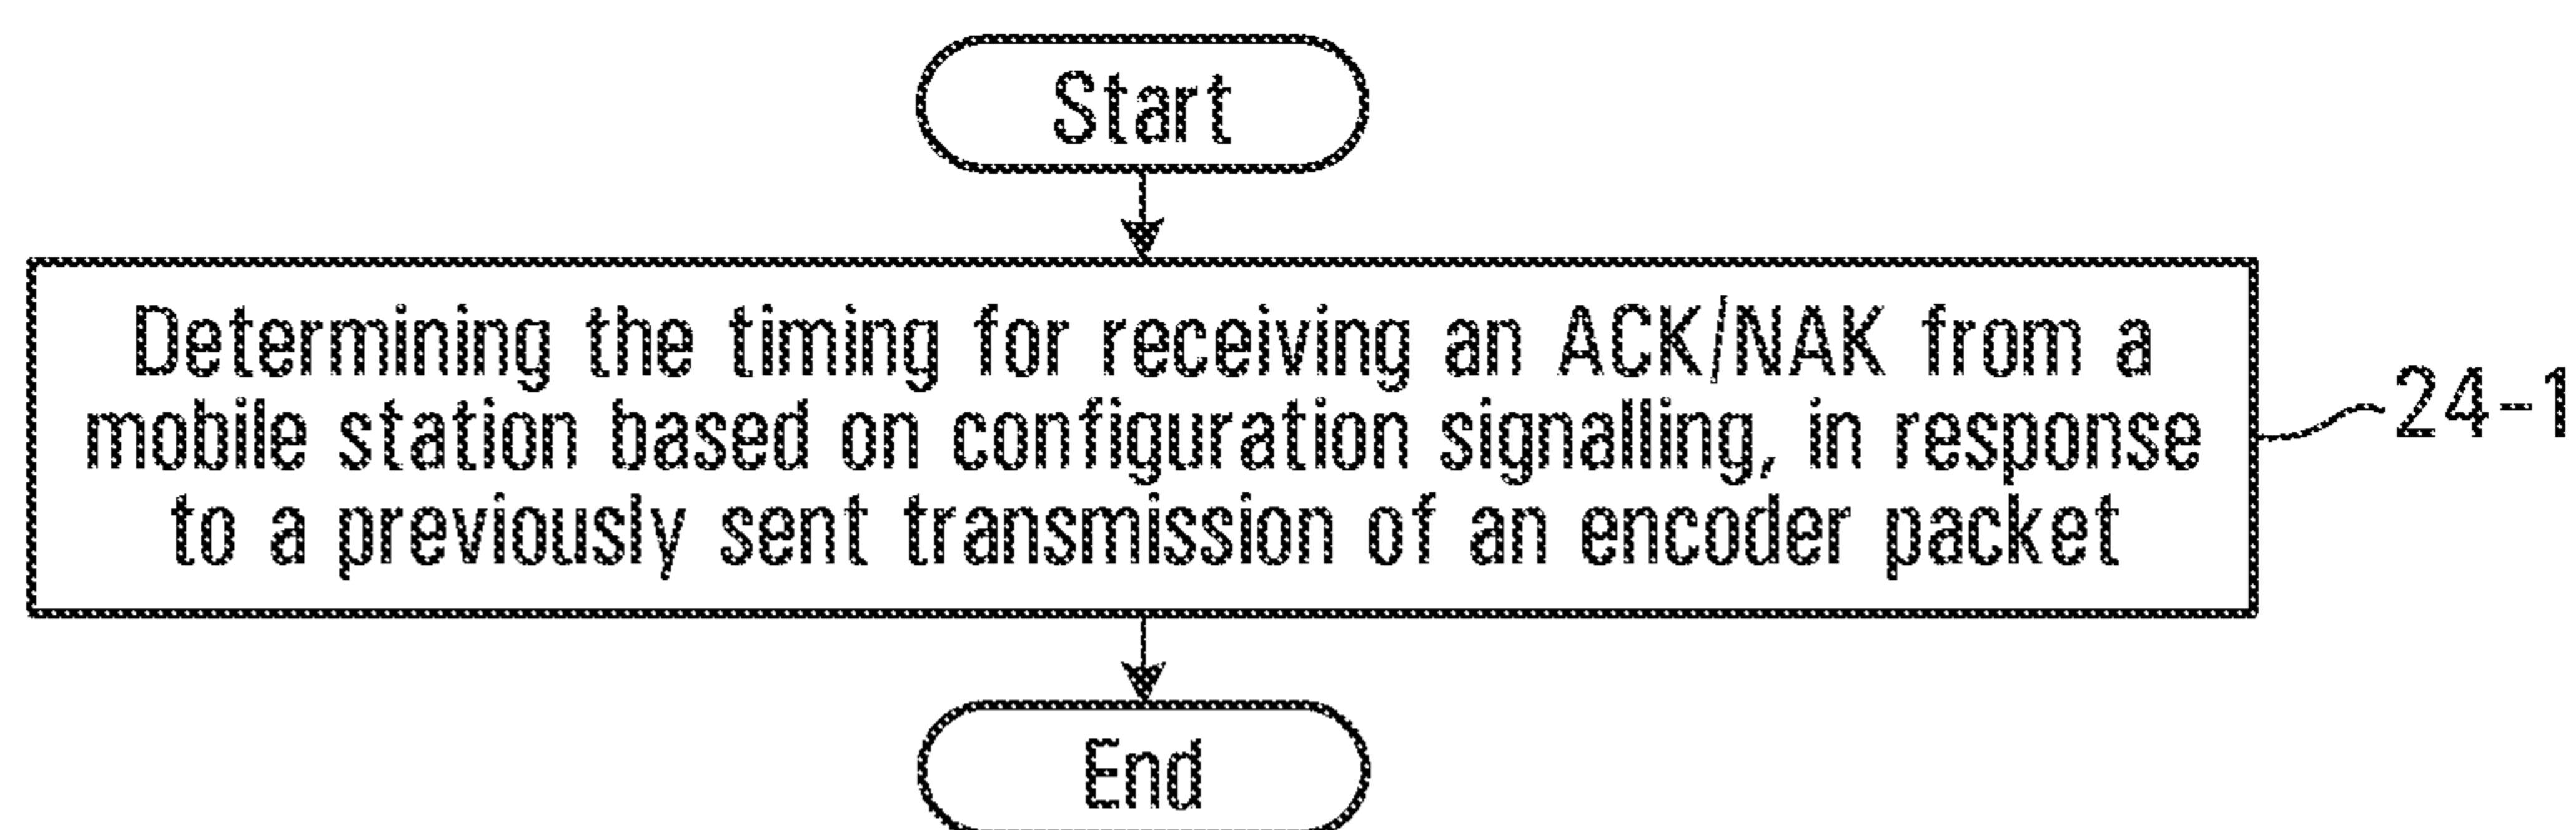 Start
Determining the timing for receiving an ACK/NAK from a
mobile station based on configuration signalling, in response
to a previously sent transmission of an encoder packet
24-1
End